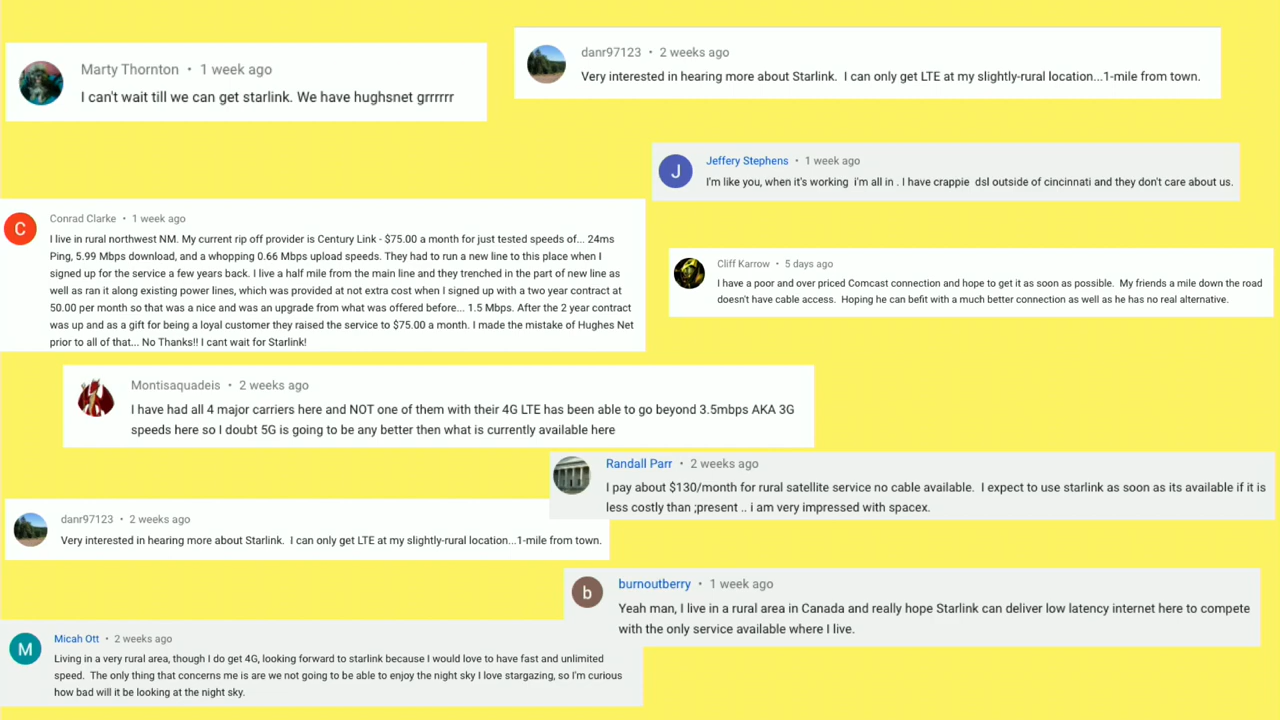 Marty Thornton • 1 week ago
I can't wait till we can get starlink. We have hughsnet grrrrrr
danr97123 • 2 weeks ago
Very interested in hearing more about Starlink. I can only get LTE at my slightly-rural location...1-mile from town.
J
Jeffery Stephens • 1 week ago
I'm like you, when it's working i'm all in . I have crappie dsl outside of cincinnati and they don't care about us.
C
Conrad Clarke • 1 week ago
I live in rural northwest NM. My current rip off provider is Century Link - $75.00 a month for just tested speeds of... 24ms
Ping, 5.99 Mbps download, and a whopping 0.66 Mbps upload speeds. They had to run a new line to this place when I
signed up for the service a few years back. I live a half mile from the main line and they trenched in the part of new line as
well as ran it along existing power lines, which was provided at not extra cost when I signed up with a two year contract at
50.00 per month so that was a nice and was an upgrade from what was offered before... 1.5 Mbps. After the 2 year contract
was up and as a gift for being a loyal customer they raised the service to $75.00 a month. I made the mistake of Hughes Net
prior to all of that... No Thanks!! I cant wait for Starlink!
Cliff Karrow • 5 days ago
I have a poor and over priced Comcast connection and hope to get it as soon as possible. My friends a mile down the road
doesn't have cable access. Hoping he can befit with a much better connection as well as he has no real alternative.
Montisaquadeis • 2 weeks ago
I have had all 4 major carriers here and NOT one of them with their 4G LTE has been able to go beyond 3.5mbps AKA 3G
speeds here so I doubt 5G is going to be any better then what is currently available here
Randall Parr • 2 weeks ago
I pay about $130/month for rural satellite service no cable available. I expect to use starlink as soon as its available if it is
less costly than ;present .. i am very impressed with spacex.
danr97123 • 2 weeks ago
Very interested in hearing more about Starlink. I can only get LTE at my slightly-rural location...1-mile from town.
b
burnoutberry • 1 week ago
Yeah man, I live in a rural area in Canada and really hope Starlink can deliver low latency internet here to compete
with the only service available where I live.
M
Micah Ott • 2 weeks ago
Living in a very rural area, though I do get 4G, looking forward to starlink because I would love to have fast and unlimited
speed. The only thing that concerns me is are we not going to be able to enjoy the night sky I love stargazing, so I'm curious
how bad will it be looking at the night sky.